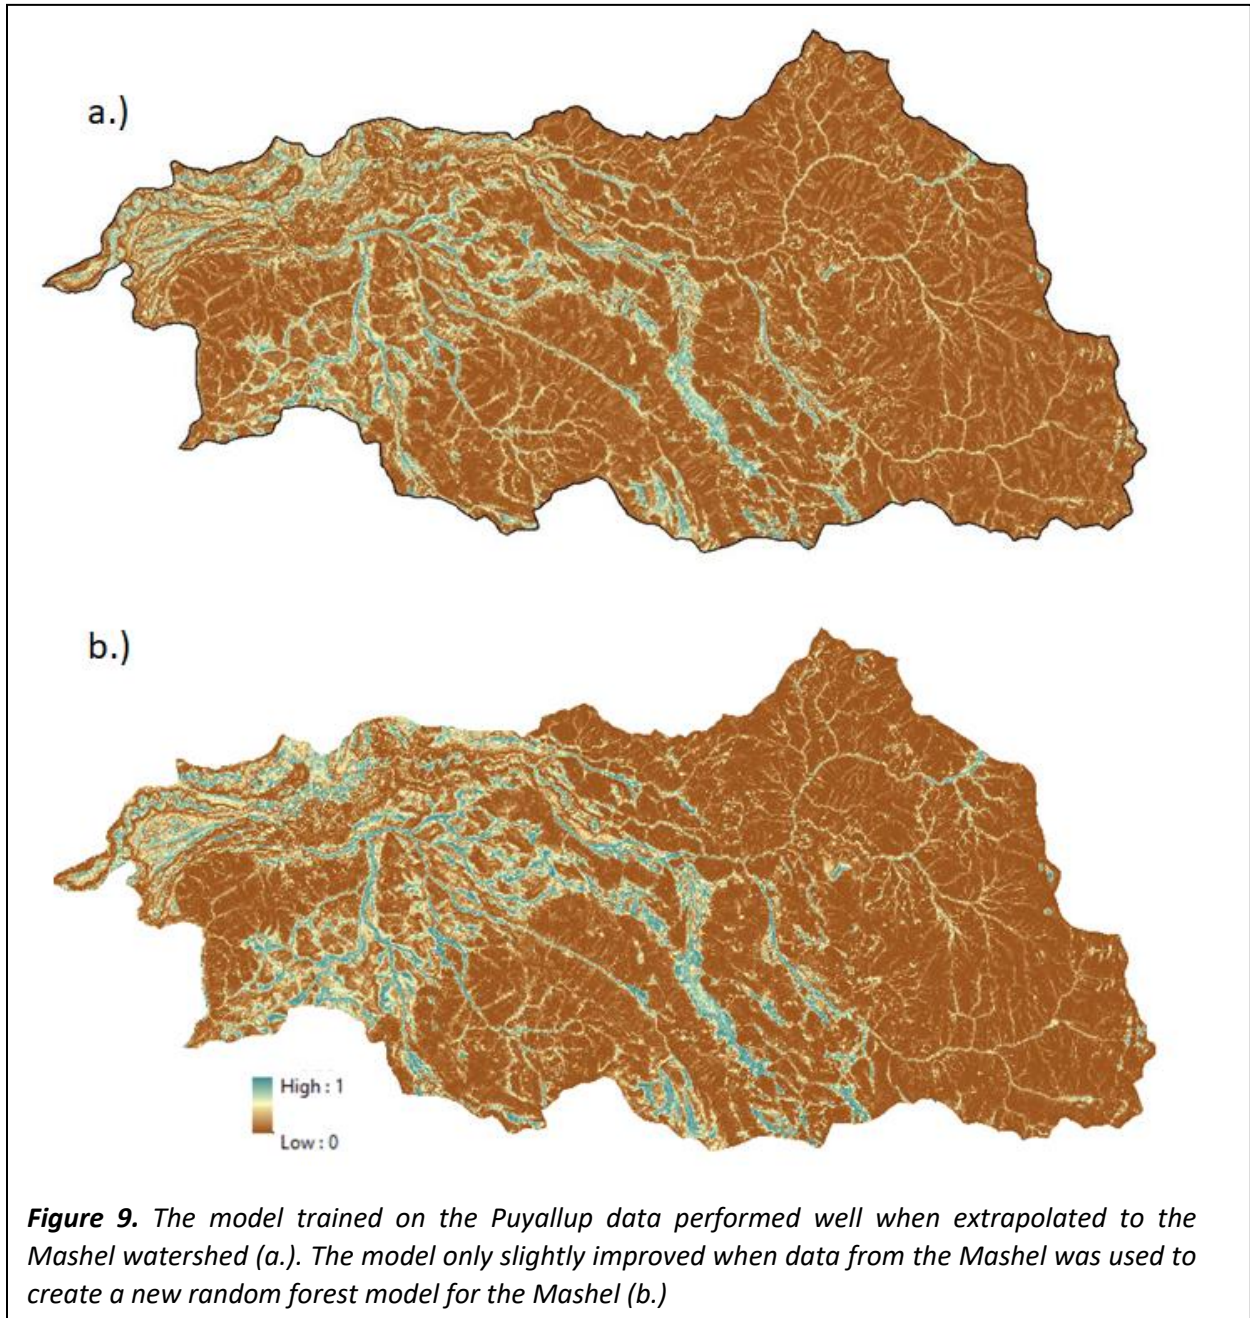 a.)
b.)
High : 1
Low : 0
Figure 9. The model trained on the Puyallup data performed well when extrapolated to the
Mashel watershed (a.). The model only slightly improved when data from the Mashel was used to
create a new random forest model for the Mashel (b.)